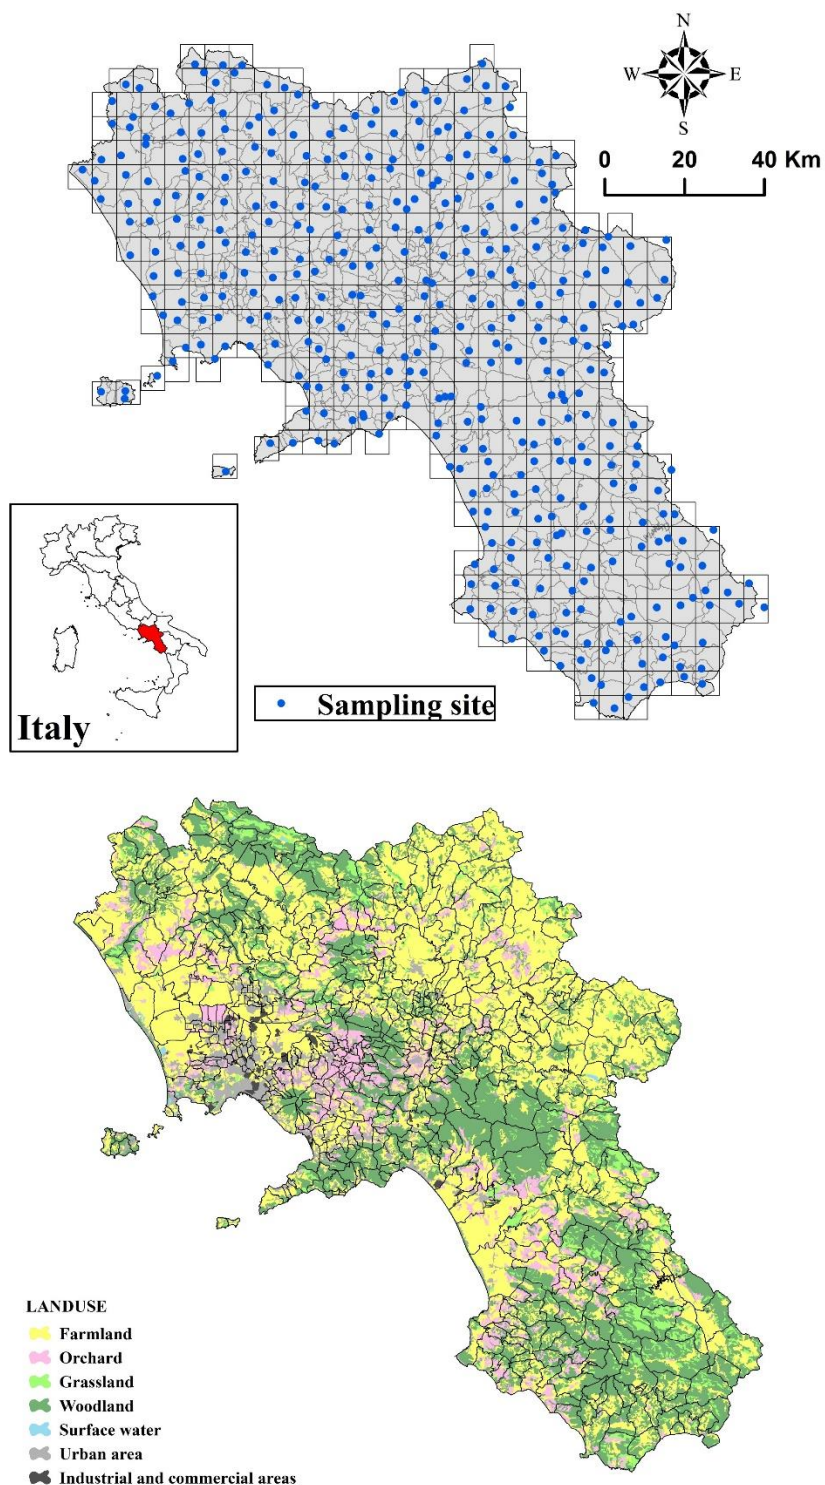 N
W E
S
0 20 40 Km
Italy
Sampling site
LANDUSE
Farmland
Orchard
Grassland
Woodland
Surface water
Urban area
Industrial and commercial areas